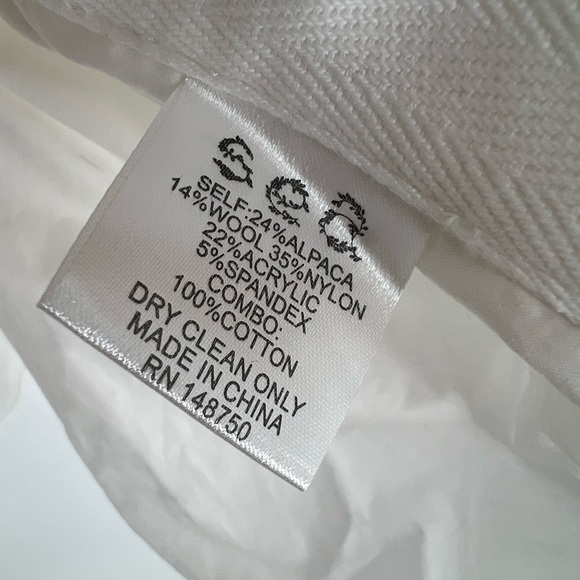 SELF:24%ALPACA
14%WOOL 35%NYLON
22%ACRYLIC
5%SPANDEX
COMBO:
100%COTTON
DRY CLEAN ONLY
MADE IN CHINA
RN 148750